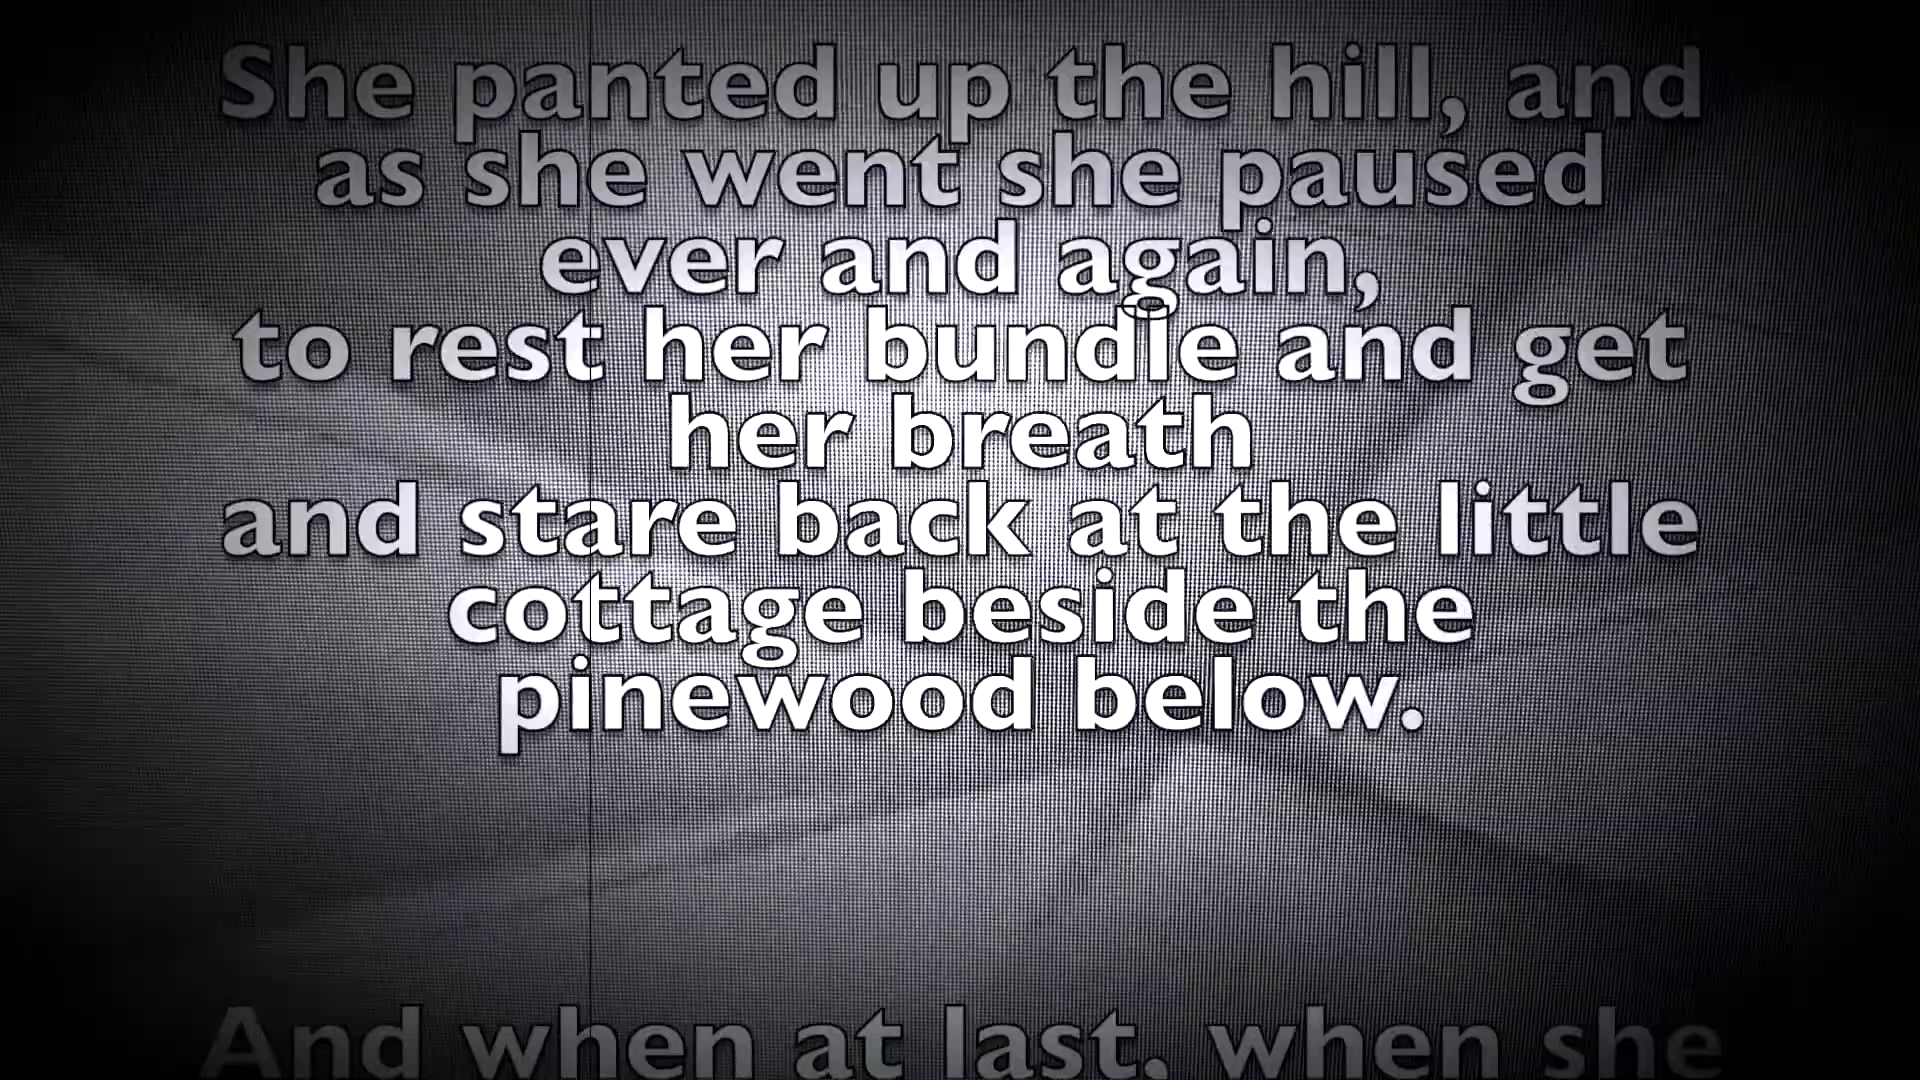 She panted up the hill, and
as she went she paused
ever and again,
to rest her bundle and get
her breath
and stare back at the little
cottage beside the
pinewood below.
And when at last, when she